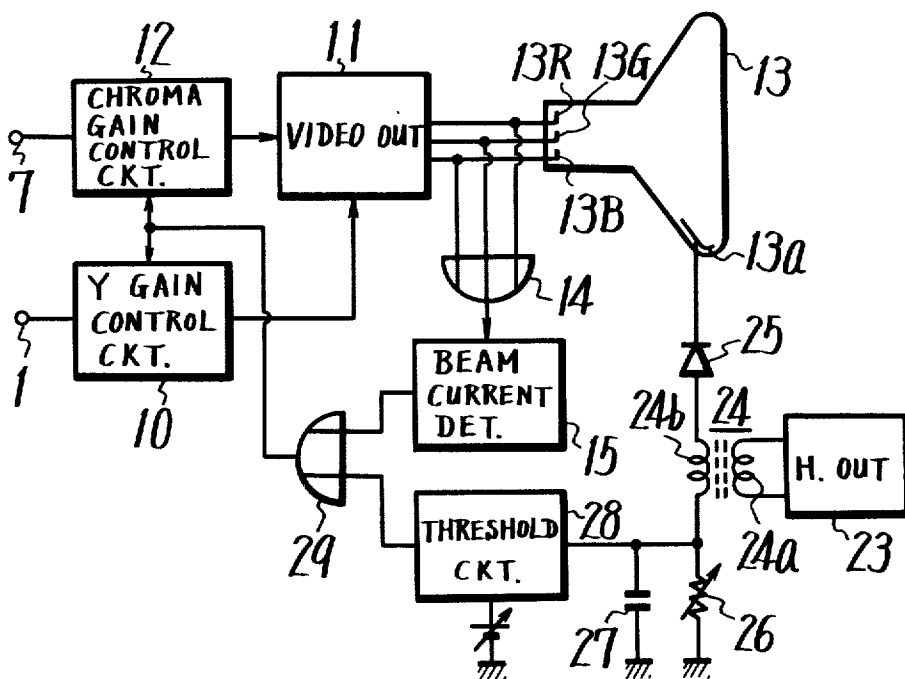 12
11
13R 13G
13
CHROMA
GAIN
CONTROL
CKT.
VIDEO OUT
7
13B
13a
Y GAIN
CONTROL
CKT.
14
1
10
BEAM
CURRENT
DET.
15
25
24b
24
H. OUT
23
24a
29
THRESHOLD
CKT.
28
27
26